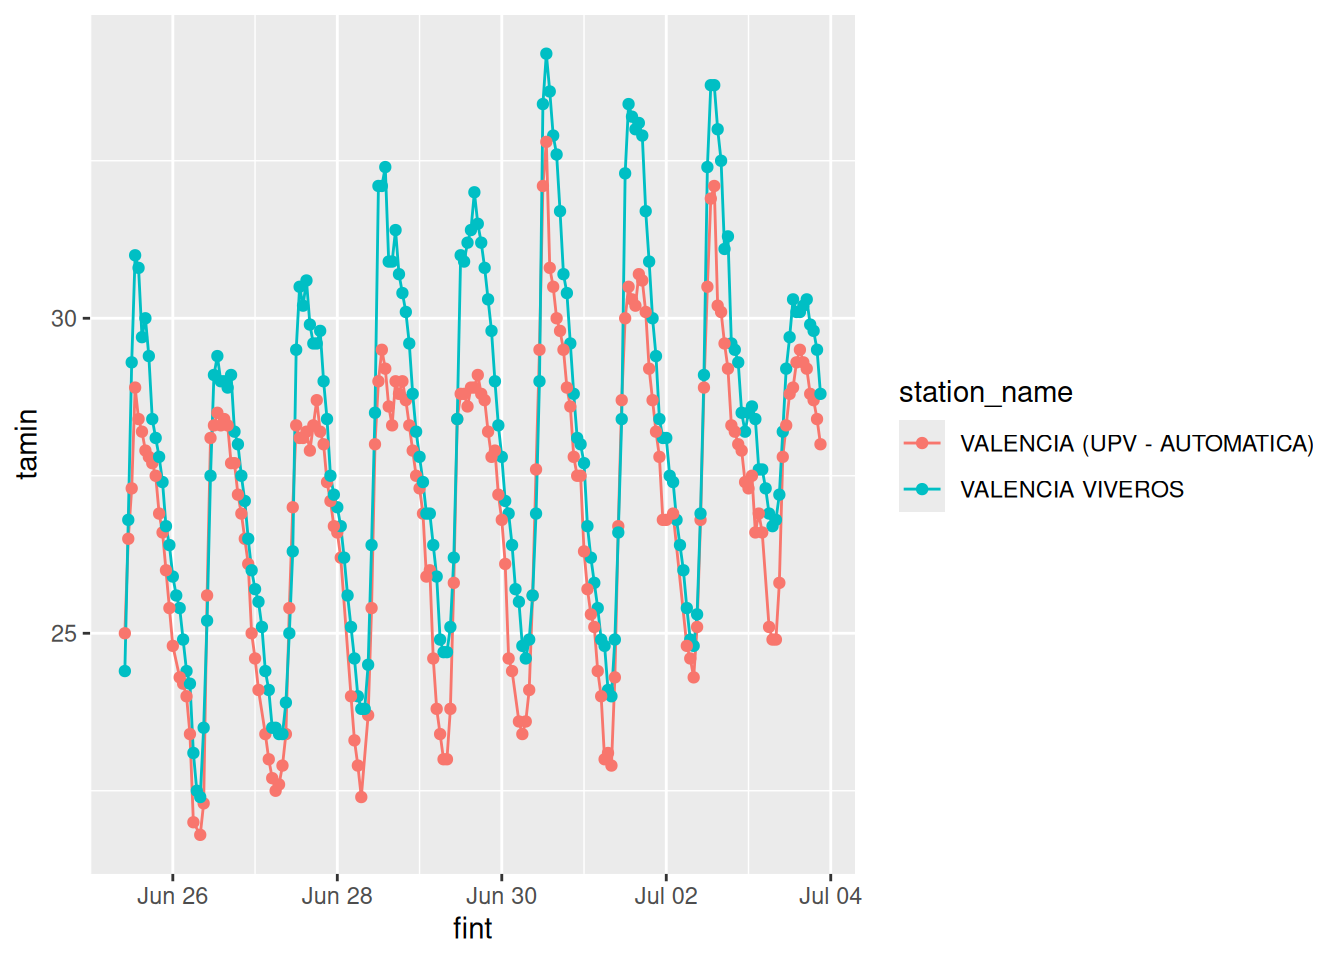 30
25
tamin
Jun 26
Jun 28
Jun 30
Jul 02
Jul 04
fint
station_name
VALENCIA (UPV - AUTOMATICA)
VALENCIA VIVEROS